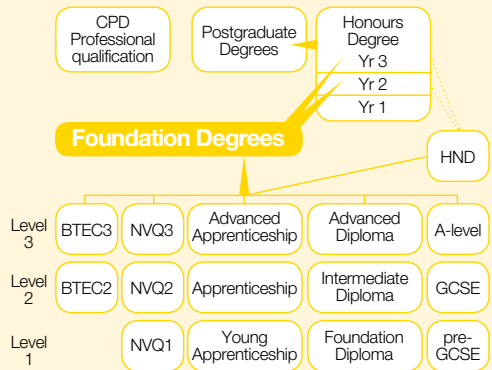 CPD
Professional
qualification
Postgraduate
Degrees
Honours
Degree
Yr 3
Yr 2
Yr 1
Foundation Degrees
HND
Level
3
BTEC3
NVQ3
Advanced
Apprenticeship
Advanced
Diploma
A-level
Level
2
BTEC2
NVQ2
Apprenticeship
Intermediate
Diploma
GCSE
Level
1
NVQ1
Young
Apprenticeship
Foundation
Diploma
pre-
GCSE